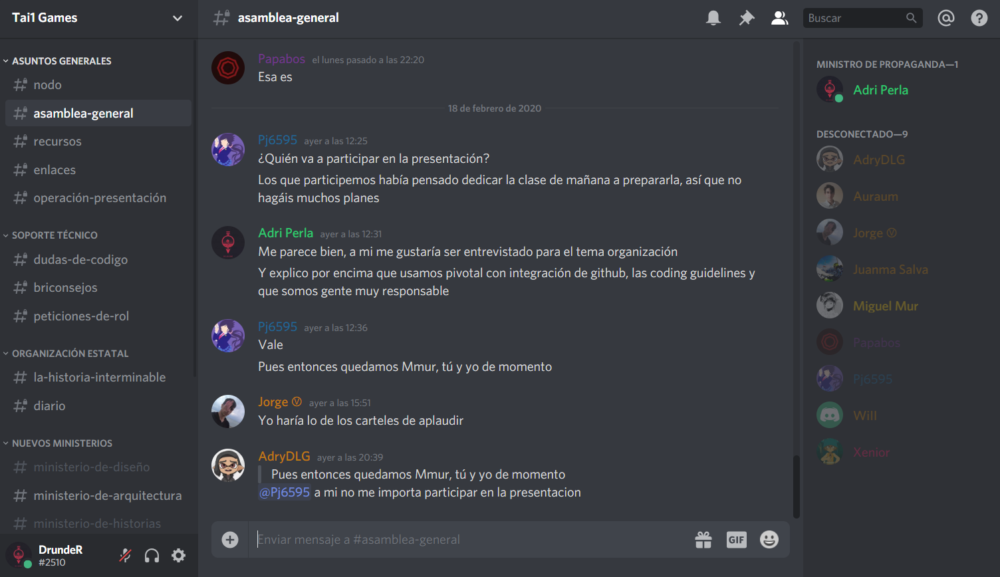 Tai1 Games
ASUNTOS GENERALES
nodo
asamblea-general
recursos
enlaces
operación-presentación
SOPORTE TÉCNICO
dudas-de-codigo
briconsejos
peticiones-de-rol
ORGANIZACIÓN ESTATAL
la-historia-interminable
diario
NUEVOS MINISTERIOS
ministerio-de-diseño
ministerio-de-arquitectura
ministerio-de-historias
DrundeR
#2510
asamblea-general
Buscar
Papabos el lunes pasado a las 22:20
Esa es
18 de febrero de 2020
Pj6595 ayer a las 12:25
¿Quién va a participar en la presentación?
Los que participemos había pensado dedicar la clase de mañana a prepararla, así que no
hagáis muchos planes
Adri Perla ayer a las 12:31
Me parece bien, a mi me gustaría ser entrevistado para el tema organización
Y explico por encima que usamos pivotal con integración de github, las coding guidelines y
que somos gente muy responsable
Pj6595 ayer a las 12:36
Vale
Pues entonces quedamos Mmur, tú y yo de momento
Jorge Ⓥ ayer a las 15:51
Yo haría lo de los carteles de aplaudir
AdryDLG ayer a las 20:39
Pues entonces quedamos Mmur, tú y yo de momento
@Pj6595 a mi no me importa participar en la presentacion
Enviar mensaje a #asamblea-general
GIF
MINISTRO DE PROPAGANDA—1
Adri Perla
DESCONECTADO—9
AdryDLG
Auraum
Jorge Ⓥ
Juanma Salva
Miguel Mur
Papabos
Pj6595
Will
Xenior